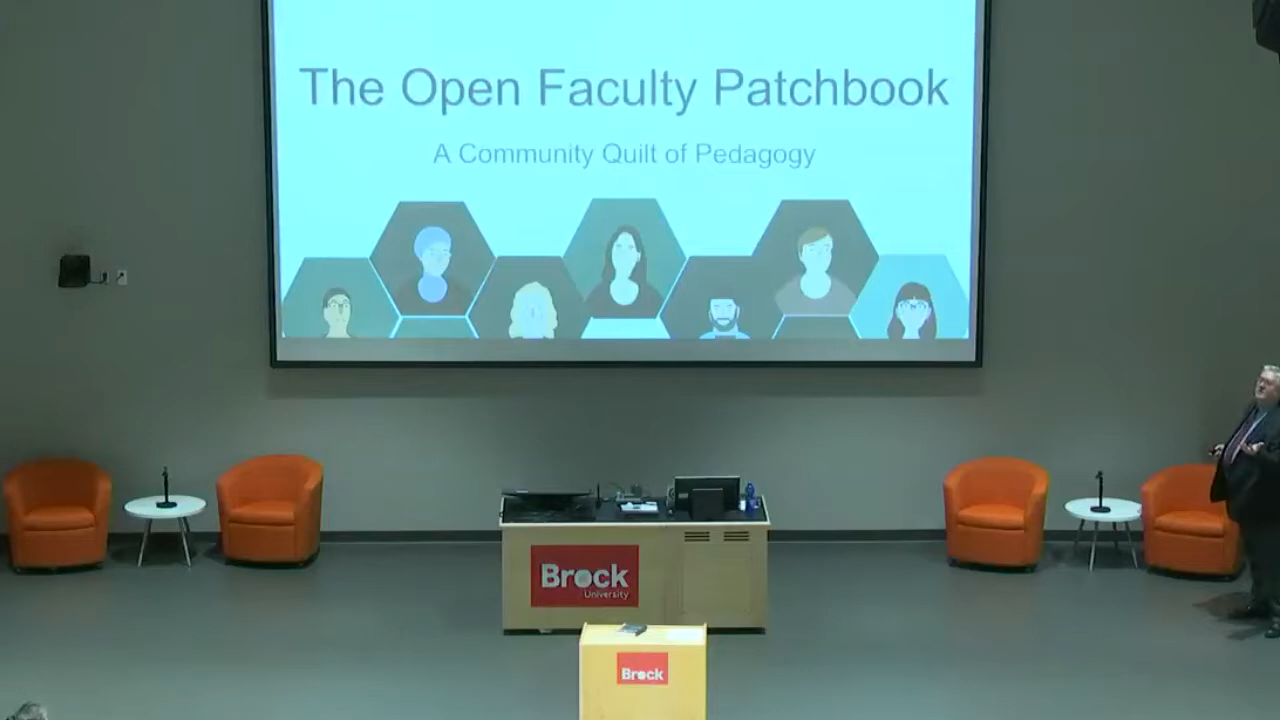 The Open Faculty Patchbook
A Community Quilt of Pedagogy
Brock
University
Brock